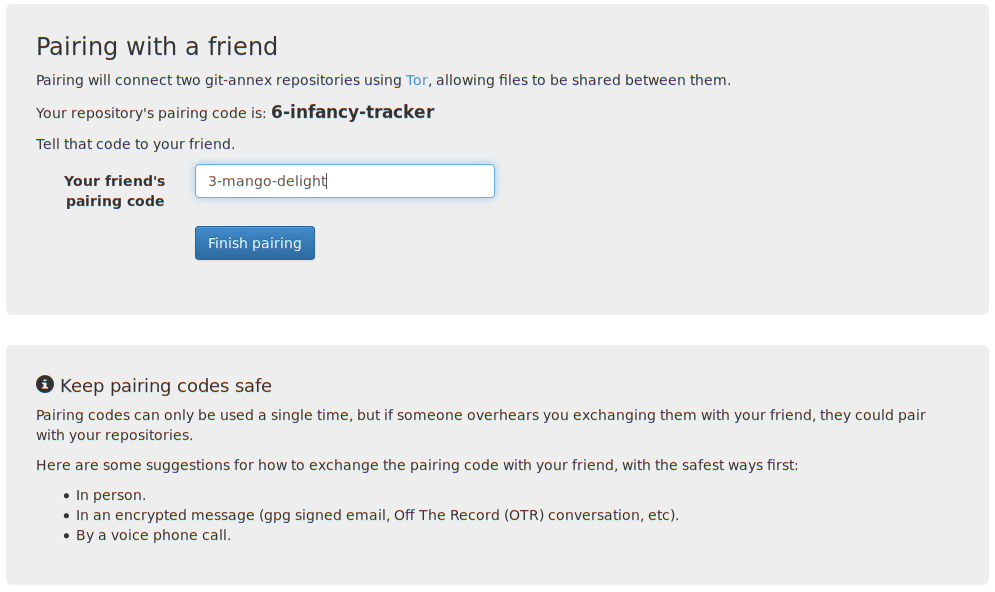 Pairing with a friend
Pairing will connect two git-annex repositories using Tor, allowing files to be shared between them.
Your repository's pairing code is: 6-infancy-tracker
Tell that code to your friend.
Your friend's
pairing code
3-mango-delight
Finish pairing
Keep pairing codes safe
Pairing codes can only be used a single time, but if someone overhears you exchanging them with your friend, they could pair
with your repositories.
Here are some suggestions for how to exchange the pairing code with your friend, with the safest ways first:
• In person.
• In an encrypted message (gpg signed email, Off The Record (OTR) conversation, etc).
• By a voice phone call.